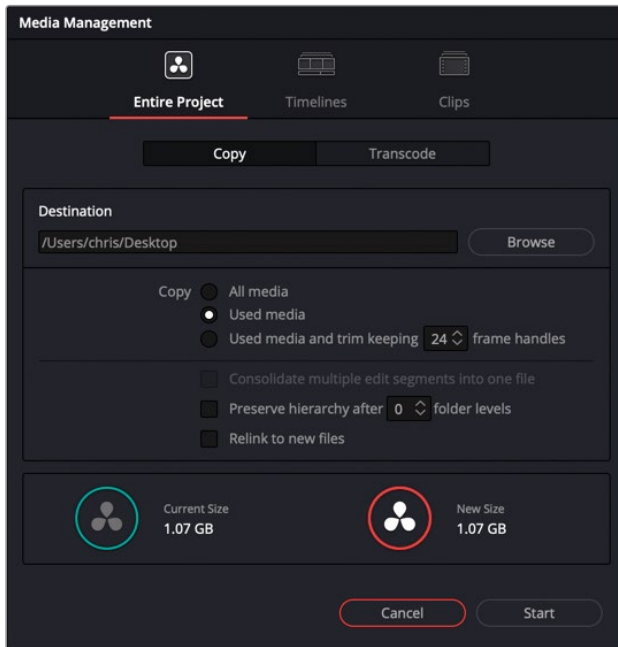 Media Management
Entire Project Timelines Clips
Copy Transcode
Destination
/Users/chris/Desktop Browse
Copy All media
Used media
Used media and trim keeping 24 frame handles
Consolidate multiple edit segments into one file
Preserve hierarchy after 0 folder levels
Relink to new files
Current Size New Size
1.07 GB 1.07 GB
Cancel Start